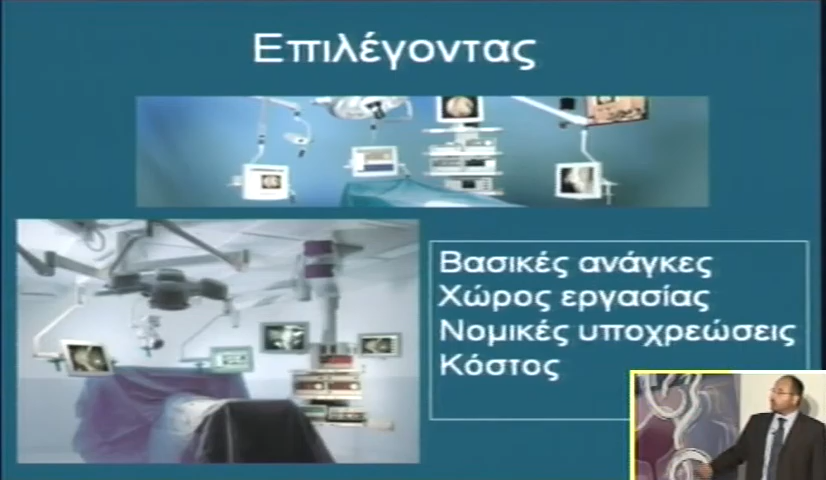 Επιλέγοντας
Βασικές ανάγκες
Χώρος εργασίας
Νομικές υποχρεώσεις
Κόστος